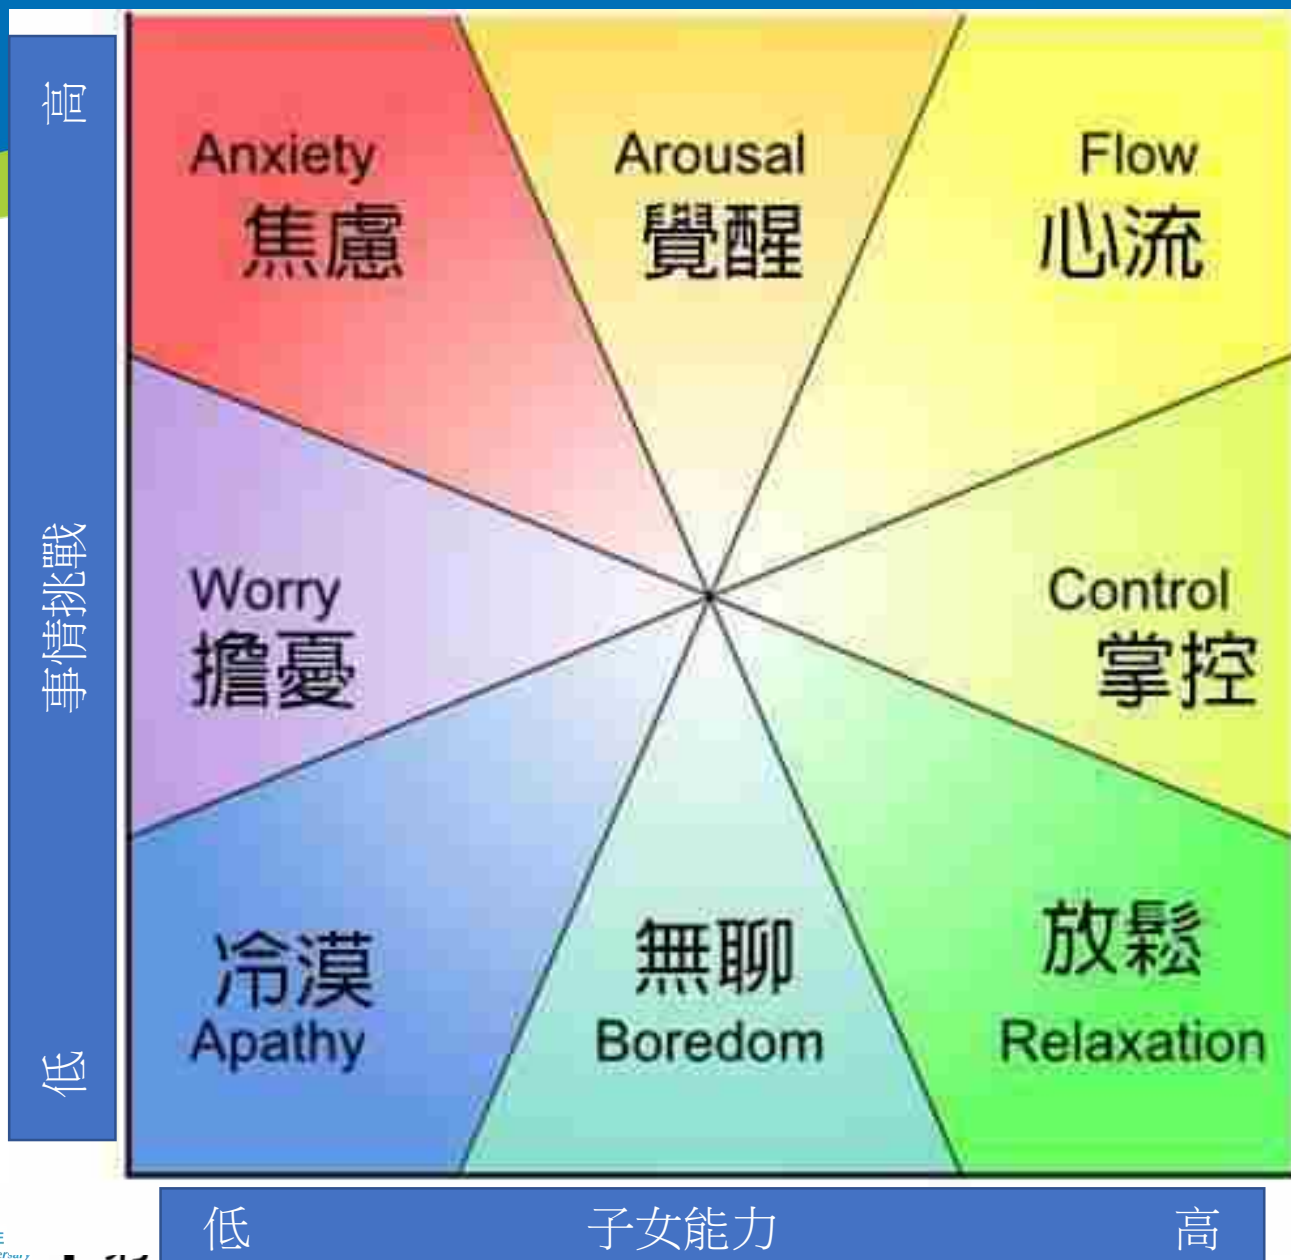 高
事情挑戰
低
Anxiety
焦慮
Arousal
覺醒
Flow
心流
Worry
擔憂
Control
掌控
冷漠
Apathy
無聊
Boredom
放鬆
Relaxation
低 子女能力 高